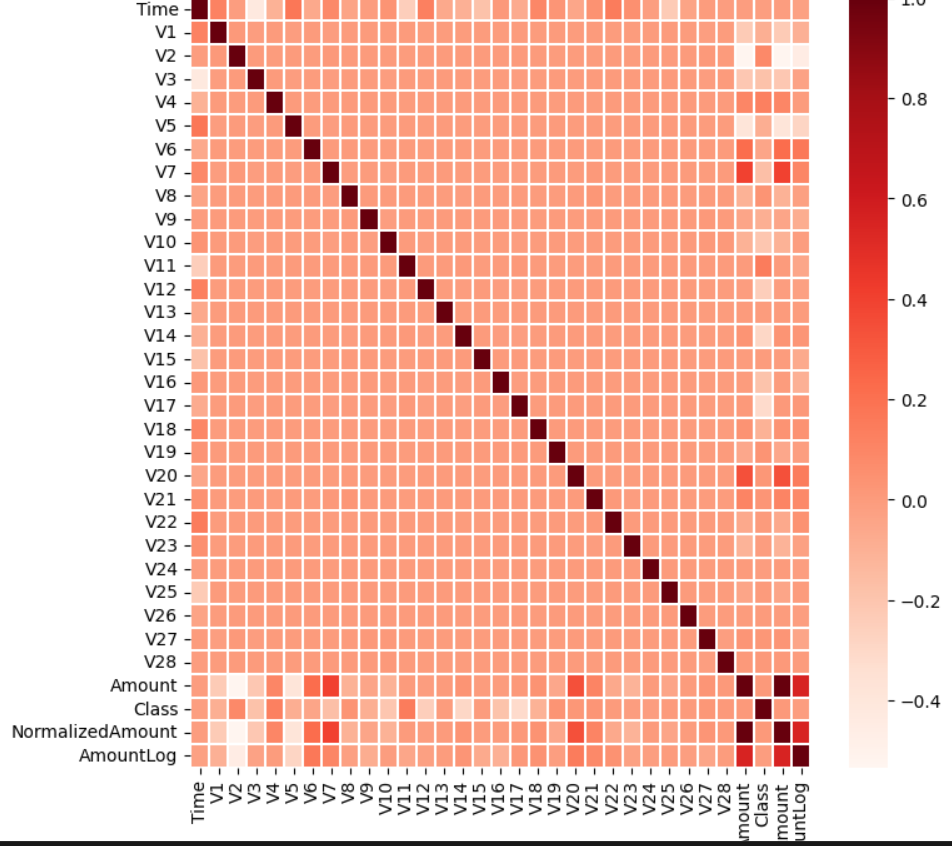 Time
V1
V2
V3
V4
V5
V6
V7
V8
V9
V10
V11
V12
V13
V14
V15
V16
V17
V18
V19
V20
V21
V22
V23
V24
V25
V26
V27
V28
Amount
Class
NormalizedAmount
AmountLog
Time
V1
V2
V3
V4
V5
V6
V7
V8
V9
V10
V11
V12
V13
V14
V15
V16
V17
V18
V19
V20
V21
V22
V23
V24
V25
V26
V27
V28
mount
Class
mount
untLog
1.0
0.8
0.6
0.4
0.2
0.0
−0.2
−0.4